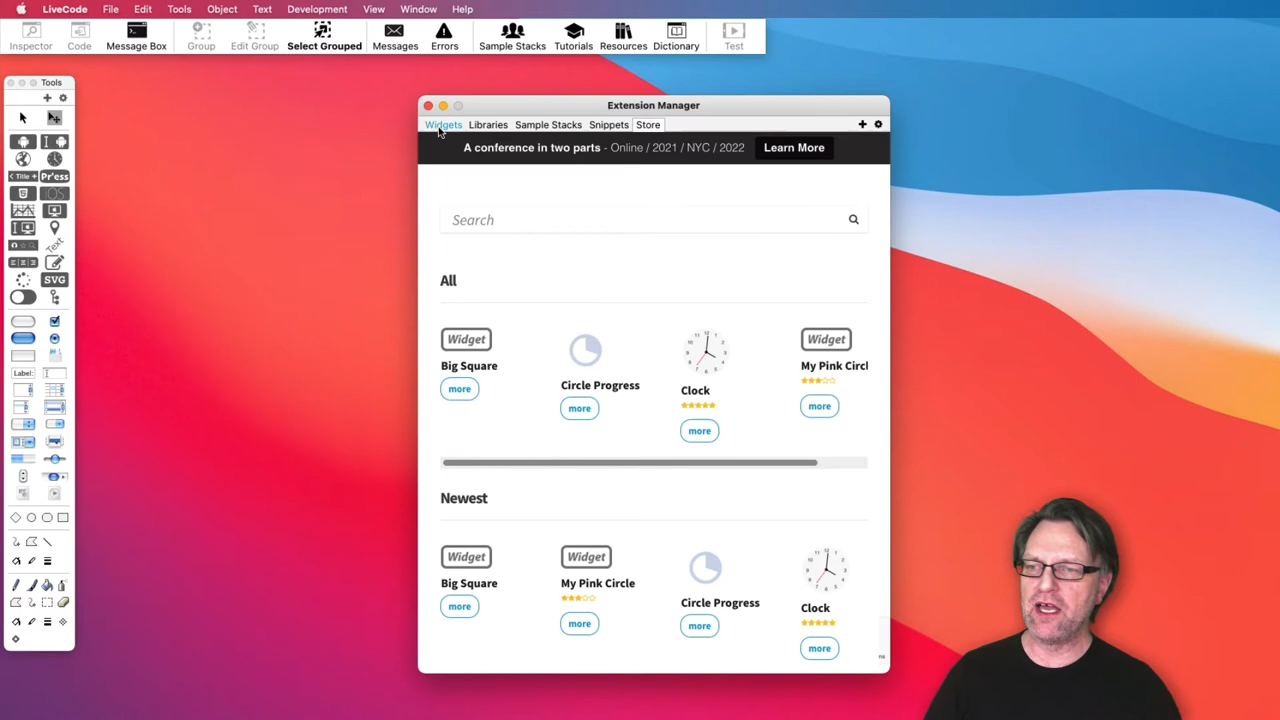 LiveCode File Edit Tools Object Text Development View Window Help
Inspector Code Message Box Group Edit Group Select Grouped Messages Errors Sample Stacks Tutorials Resources Dictionary Test
Tools
Extension Manager
Widgets Libraries Sample Stacks Snippets Store
A conference in two parts - Online / 2021 / NYC / 2022 Learn More
Search
All
Widget Widget
Big Square Circle Progress Clock My Pink Circl
more more more more
Newest
Widget Widget
Big Square My Pink Circle Circle Progress Clock
more more more more
Title
Pr'ess
iOS
Text
SVG
Label: